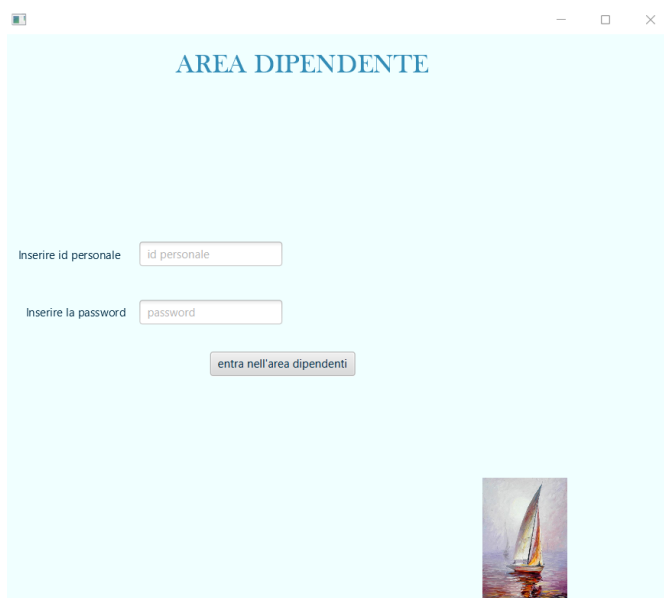 AREA DIPENDENTE
Inserire id personale
id personale
Inserire la password
password
entra nell'area dipendenti